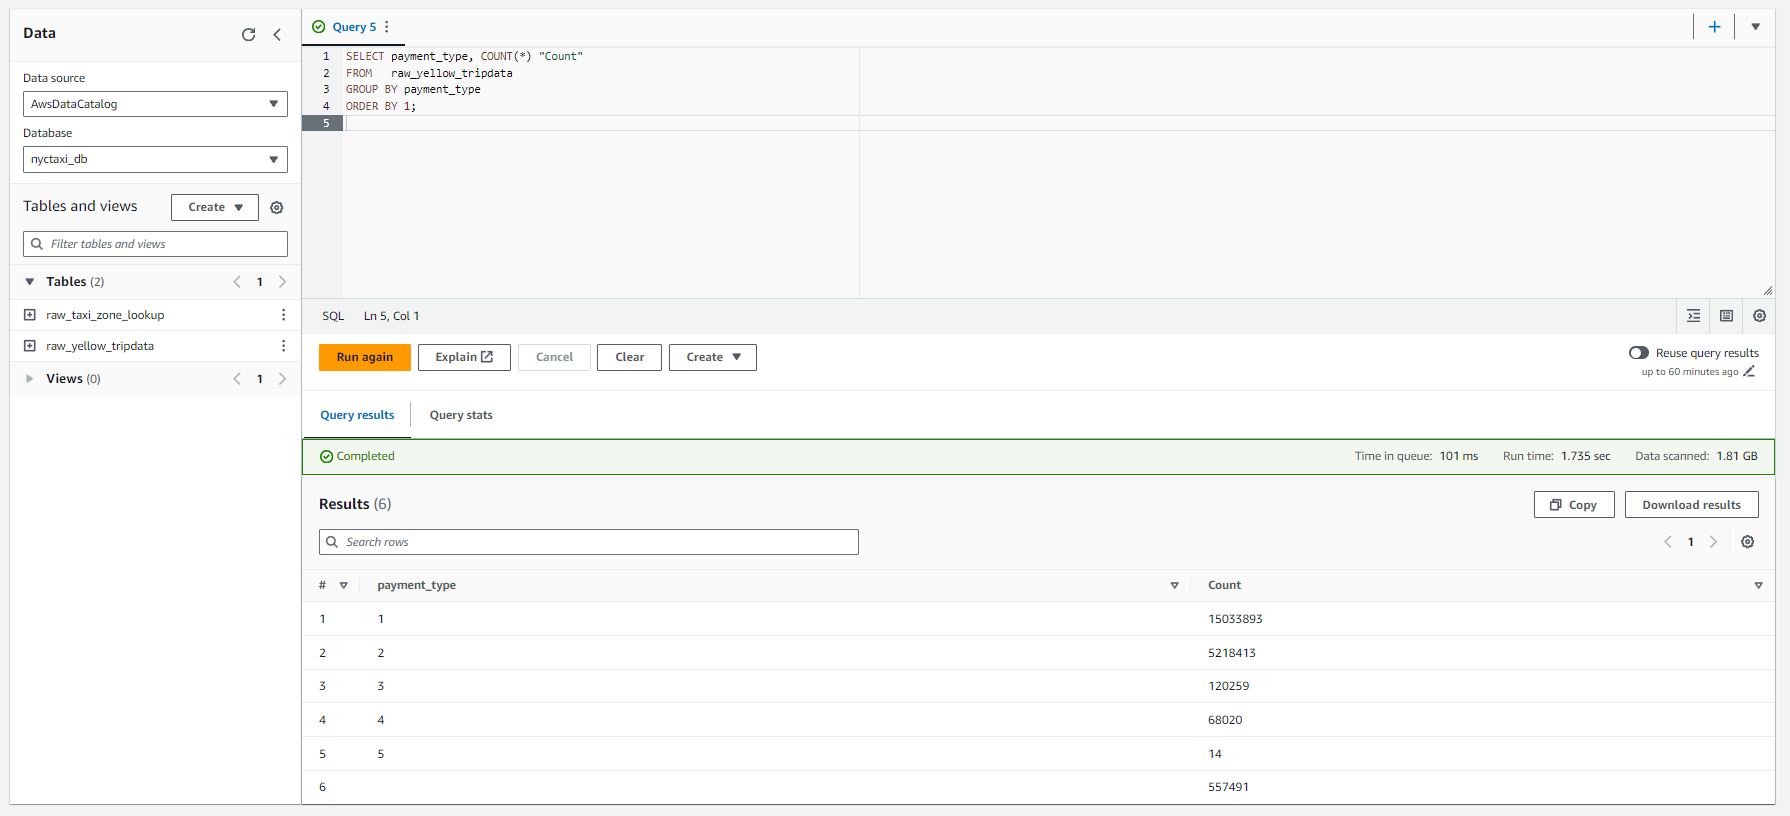 Data
Data source
AwsDataCatalog
Database
nyctaxi_db
Tables and views
Create
Filter tables and views
Tables (2)
1
raw_taxi_zone_lookup
raw_yellow_tripdata
Views (0)
1
Query 5
1 SELECT payment_type, COUNT(*) "Count"
2 FROM   raw_yellow_tripdata
3 GROUP BY payment_type
4 ORDER BY 1;
5
SQL Ln 5, Col 1
Run again Explain Cancel Clear Create
Reuse query results
up to 60 minutes ago
Query results Query stats
Completed Time in queue: 101 ms Run time: 1.735 sec Data scanned: 1.81 GB
Results (6) Copy Download results
Search rows 1
# payment_type Count
1 1 15033893
2 2 5218413
3 3 120259
4 4 68020
5 5 14
6 557491